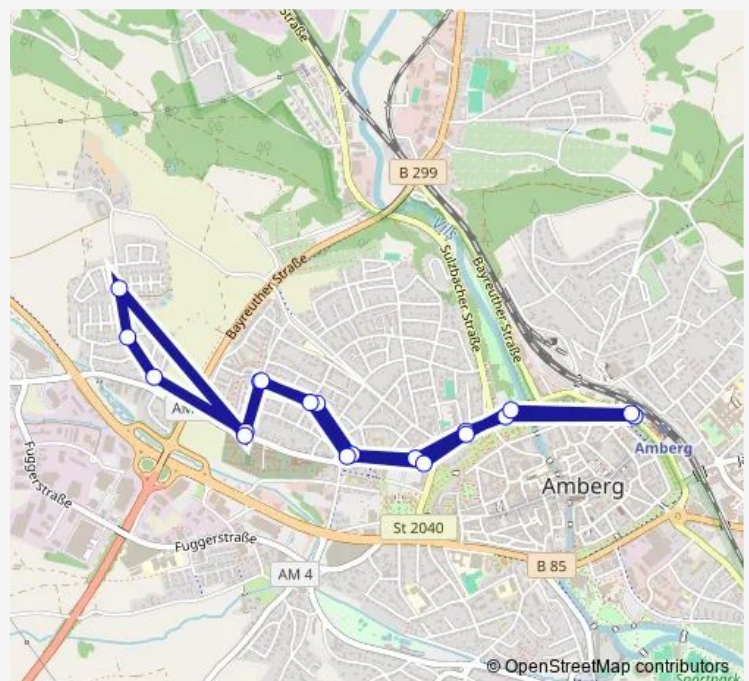 Straße
B 299
Vils
Bayreuther Straße
Sulzbacher Straße
Bayreuther Straße
AM
Fuggerstraße
Amberg
Amberg
St 2040
Fuggerstraße
B 85
AM 4
© OpenStreetMap contributors
Sportpark